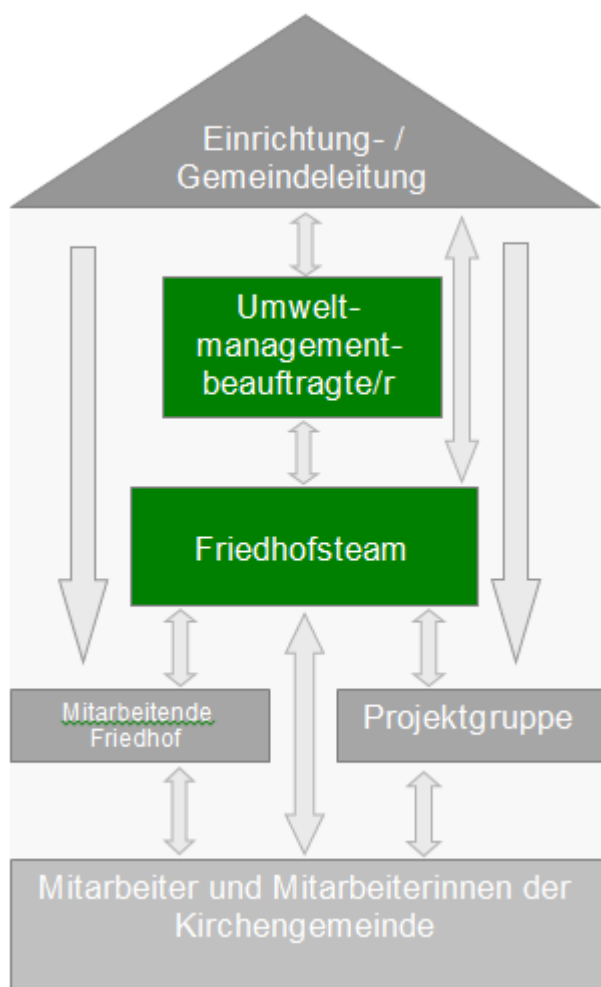 Einrichtung- /
Gemeindeleitung
Umwelt-
management-
beauftragte/r
Friedhofsteam
Mitarbeitende
Friedhof
Projektgruppe
Mitarbeiter und Mitarbeiterinnen der
Kirchengemeinde